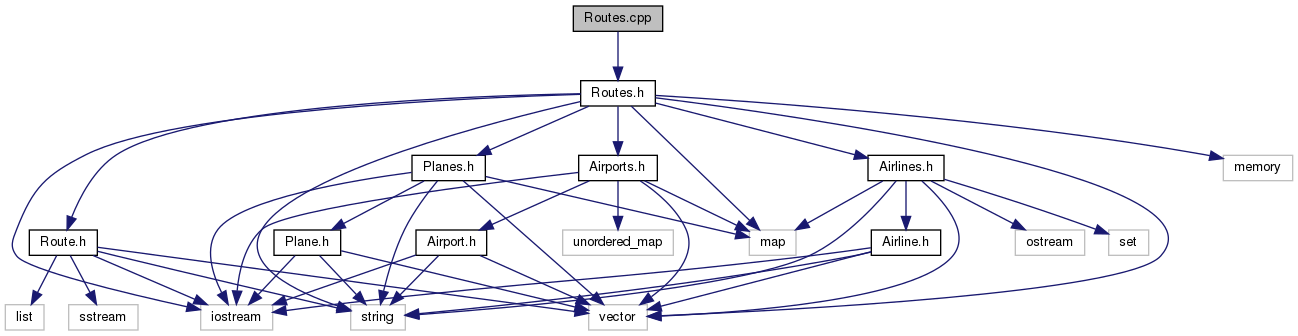 Routes.cpp
Routes.h
Planes.h
Airports.h
Airlines.h
memory
Route.h
Plane.h
Airport.h
unordered_map
map
Airline.h
ostream
set
list
sstream
iostream
string
vector